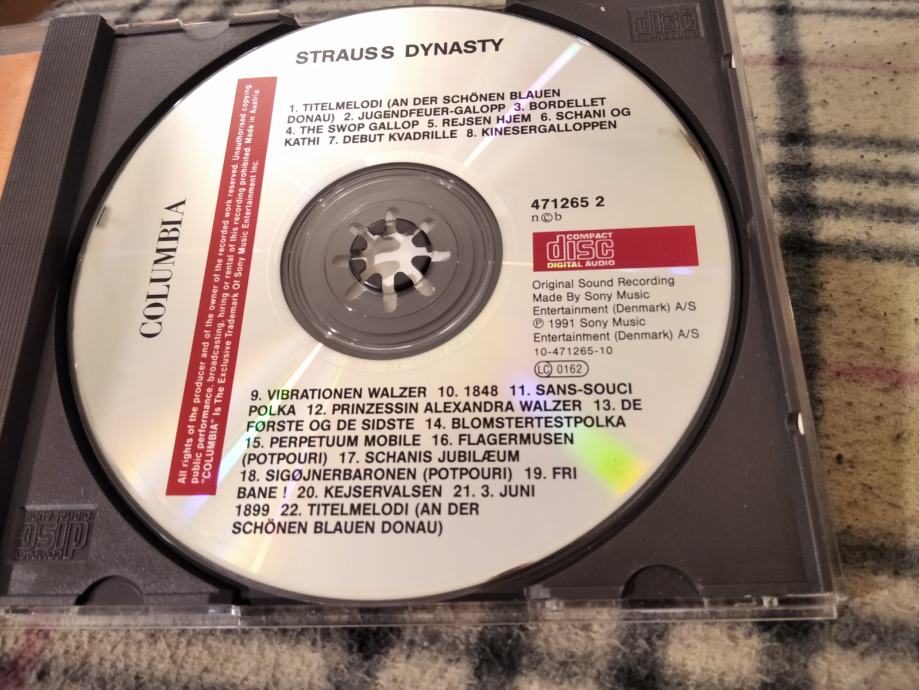 STRAUSS DYNASTY
1. TITELMELODI (AN DER SCHÖNEN BLAUEN
DONAU) 2. JUGENDFEUER-GALOPP 3. BORDELLET
4. THE SWOP GALLOP 5. REJSEN HJEM 6. SCHANI OG
KATHI 7. DEBUT KVADRILLE 8. KINESERGALLOPPEN
COLUMBIA
All rights of the producer and of the owner of the recorded work reserved. Unauthorised copying,
public performance, broadcasting, hiring or rental of this recording prohibited. Made in Austria.
"COLUMBIA" Is The Exclusive Trademark Of Sony Music Entertainment Inc.
471265 2
n©b
COMPACT
disc
DIGITAL AUDIO
Original Sound Recording
Made By Sony Music
Entertainment (Denmark) A/S
℗ 1991 Sony Music
Entertainment (Denmark) A/S
10-471265-10
LC 0162
9. VIBRATIONEN WALZER 10. 1848 11. SANS-SOUCI
POLKA 12. PRINZESSIN ALEXANDRA WALZER 13. DE
FØRSTE OG DE SIDSTE 14. BLOMSTERTESTPOLKA
15. PERPETUUM MOBILE 16. FLAGERMUSEN
(POTPOURI) 17. SCHANIS JUBILÆUM
18. SIGØJNERBARONEN (POTPOURI) 19. FRI
BANE ! 20. KEJSERVALSEN 21. 3. JUNI
1899 22. TITELMELODI (AN DER
SCHÖNEN BLAUEN DONAU)
disc
disc